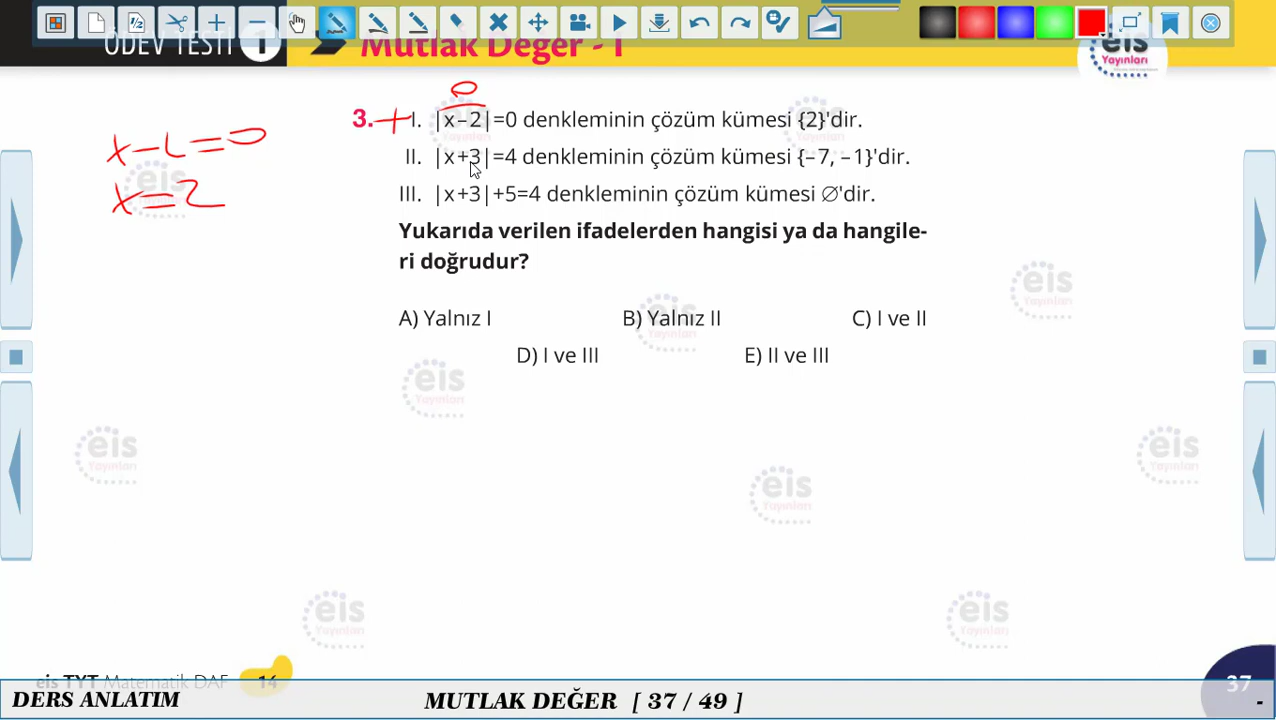 ÖDEV TESTİ 1 Mutlak Değer - I
eis
Yayınları
0
3. + I. |x–2|=0 denkleminin çözüm kümesi {2}'dir.
x-2=0
x=2
II. |x+3|=4 denkleminin çözüm kümesi {–7, –1}'dir.
III. |x+3|+5=4 denkleminin çözüm kümesi ∅'dir.
Yukarıda verilen ifadelerden hangisi ya da hangile-
ri doğrudur?
A) Yalnız I B) Yalnız II C) I ve II
D) I ve III E) II ve III
eis TYT Matematik DAF 14
37
DERS ANLATIM MUTLAK DEĞER [ 37 / 49 ] -